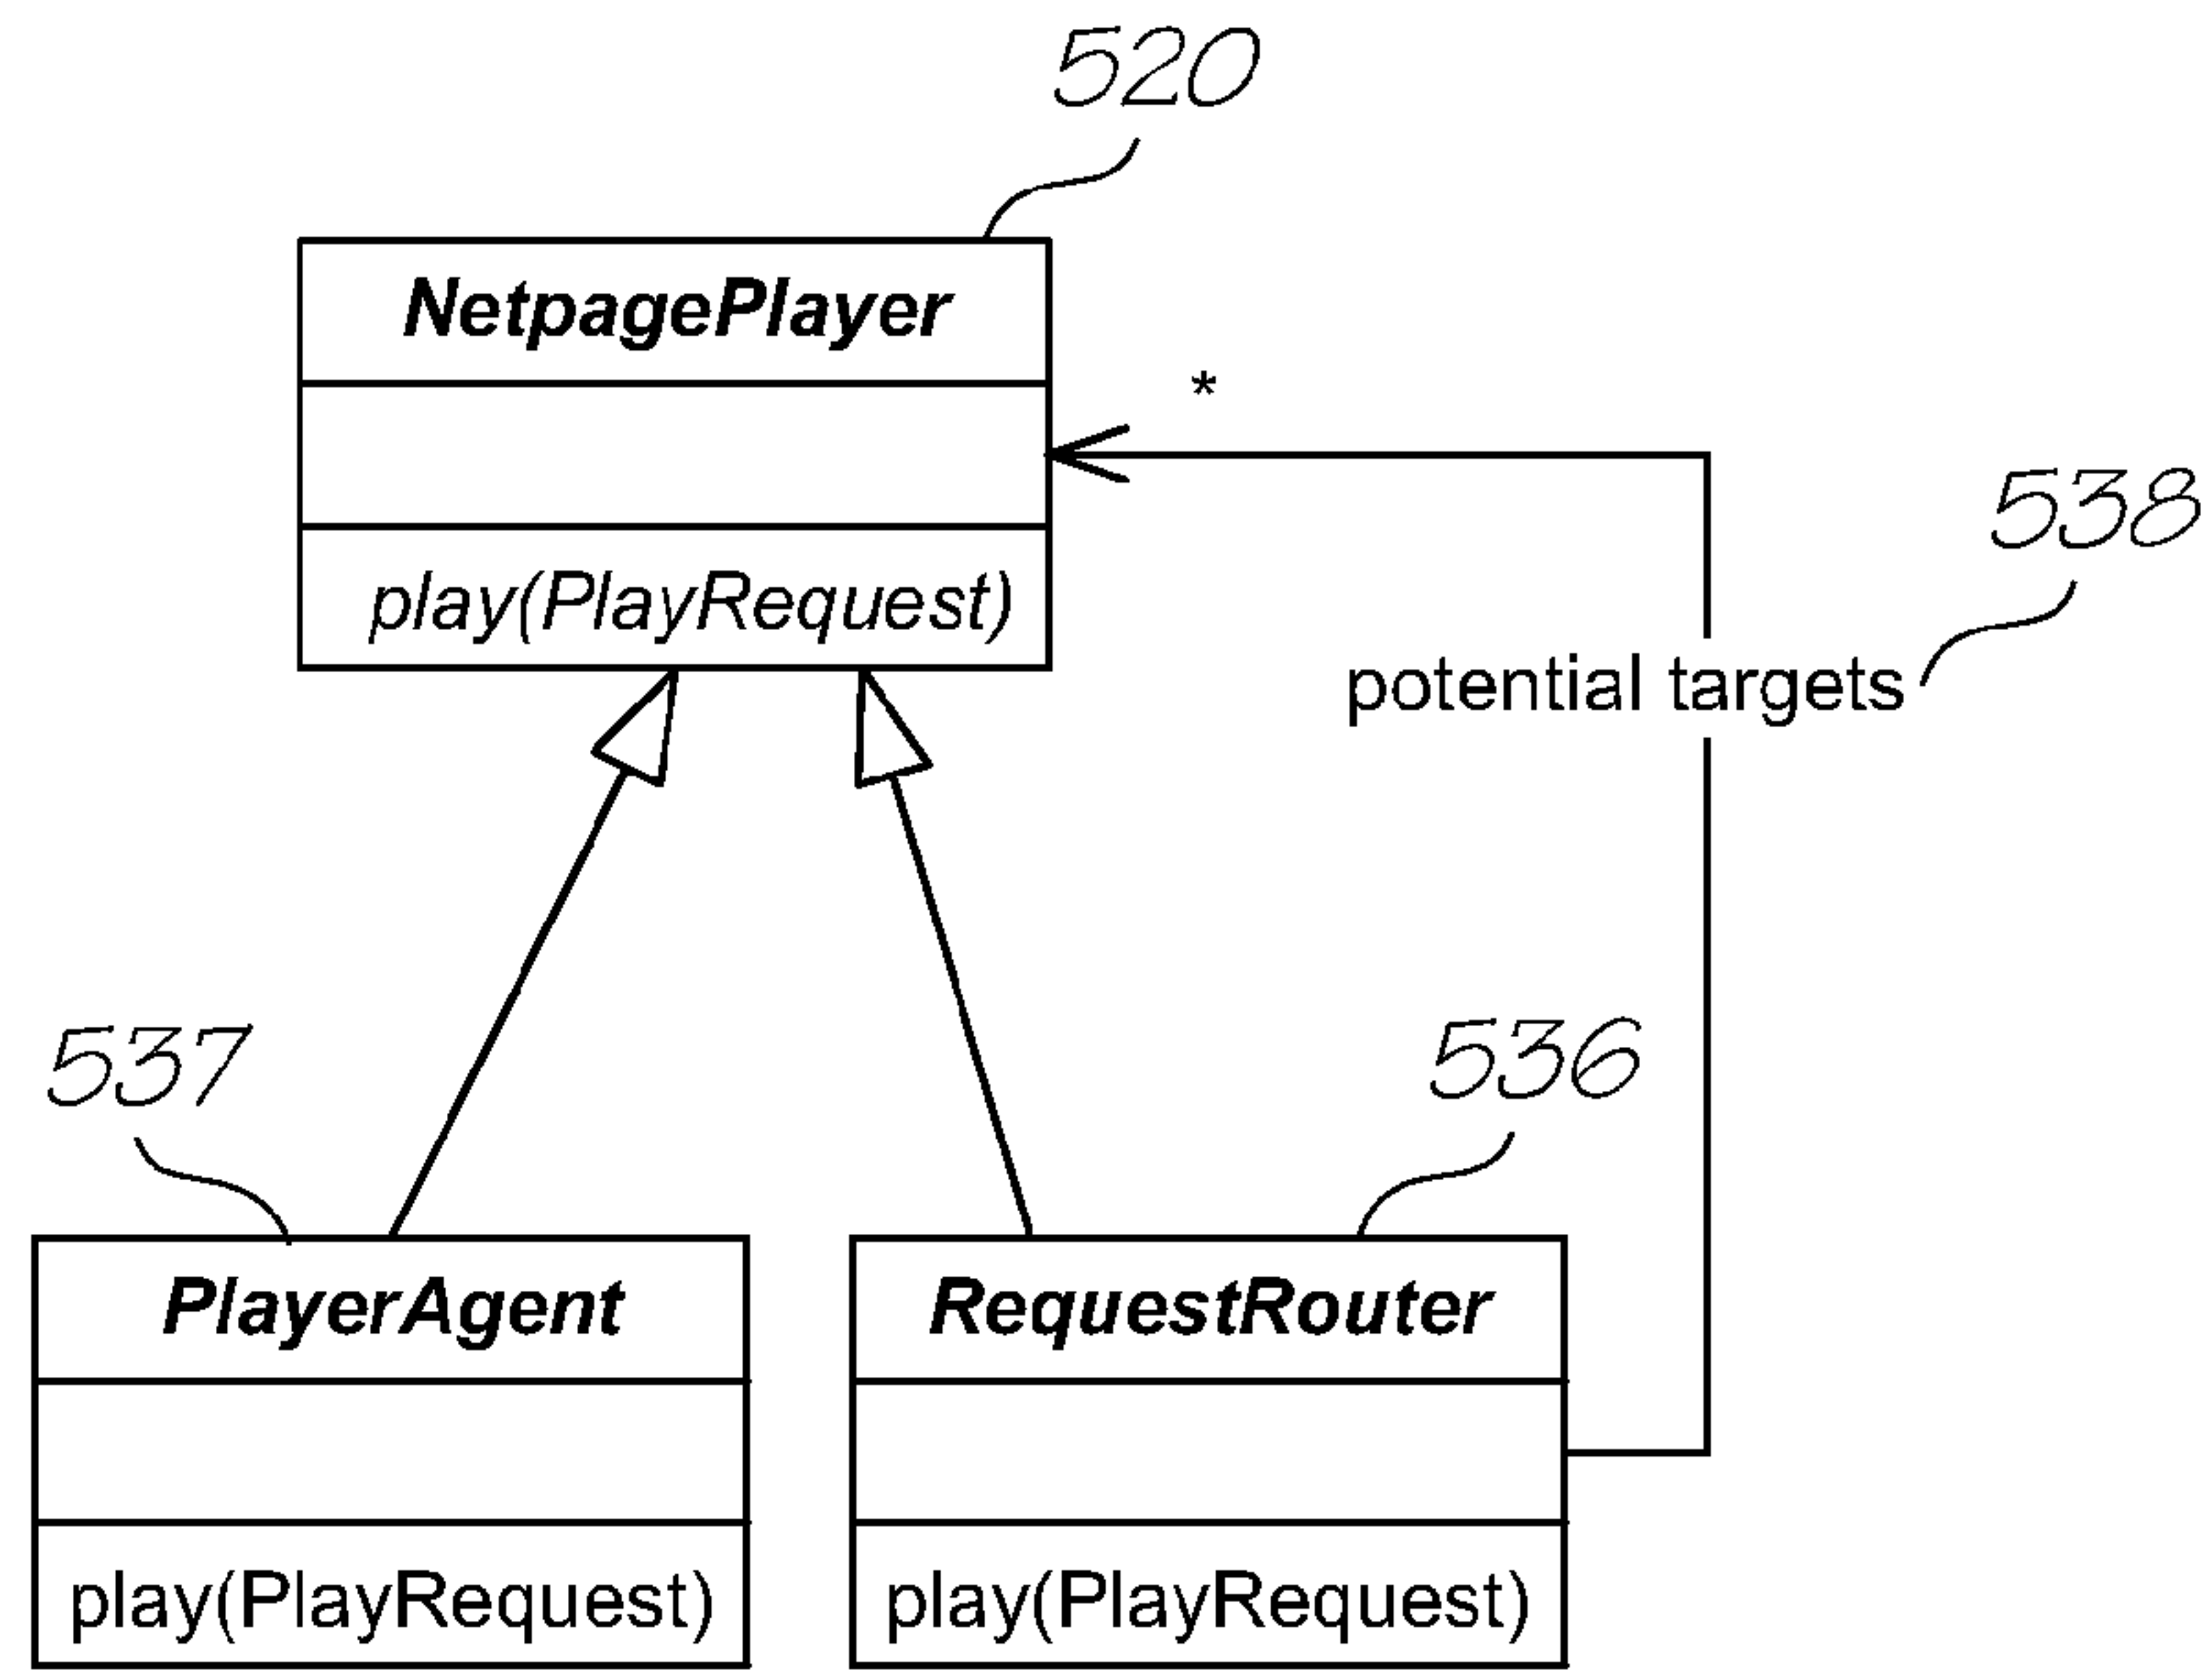 520
NetpagePlayer
*
538
play(PlayRequest)
potential targets
537
536
PlayerAgent
RequestRouter
play(PlayRequest)
play(PlayRequest)